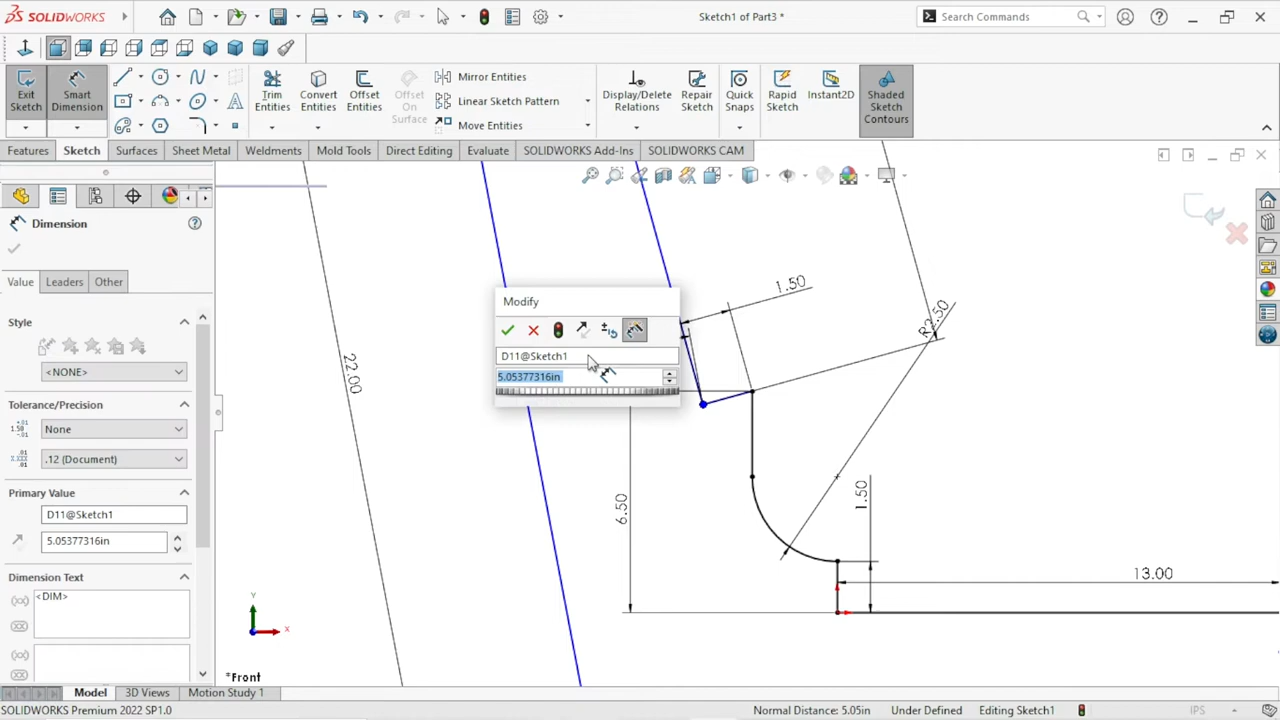 SOLIDWORKS
Sketch1 of Part3 *
Search Commands
Exit Sketch
Smart Dimension
Trim Entities
Convert Entities
Offset Entities
Offset On Surface
Mirror Entities
Linear Sketch Pattern
Move Entities
Display/Delete Relations
Repair Sketch
Quick Snaps
Rapid Sketch
Instant2D
Shaded Sketch Contours
Features
Sketch
Surfaces
Sheet Metal
Weldments
Mold Tools
Direct Editing
Evaluate
SOLIDWORKS Add-Ins
SOLIDWORKS CAM
Dimension
Value
Leaders
Other
Style
<NONE>
Tolerance/Precision
None
.12 (Document)
Primary Value
D11@Sketch1
5.05377316in
Dimension Text
<DIM>
Modify
D11@Sketch1
5.05377316in
1.50
R2.50
22.00
6.50
1.50
13.00
Y
X
*Front
Model
3D Views
Motion Study 1
SOLIDWORKS Premium 2022 SP1.0
Normal Distance: 5.05in
Under Defined
Editing Sketch1
IPS